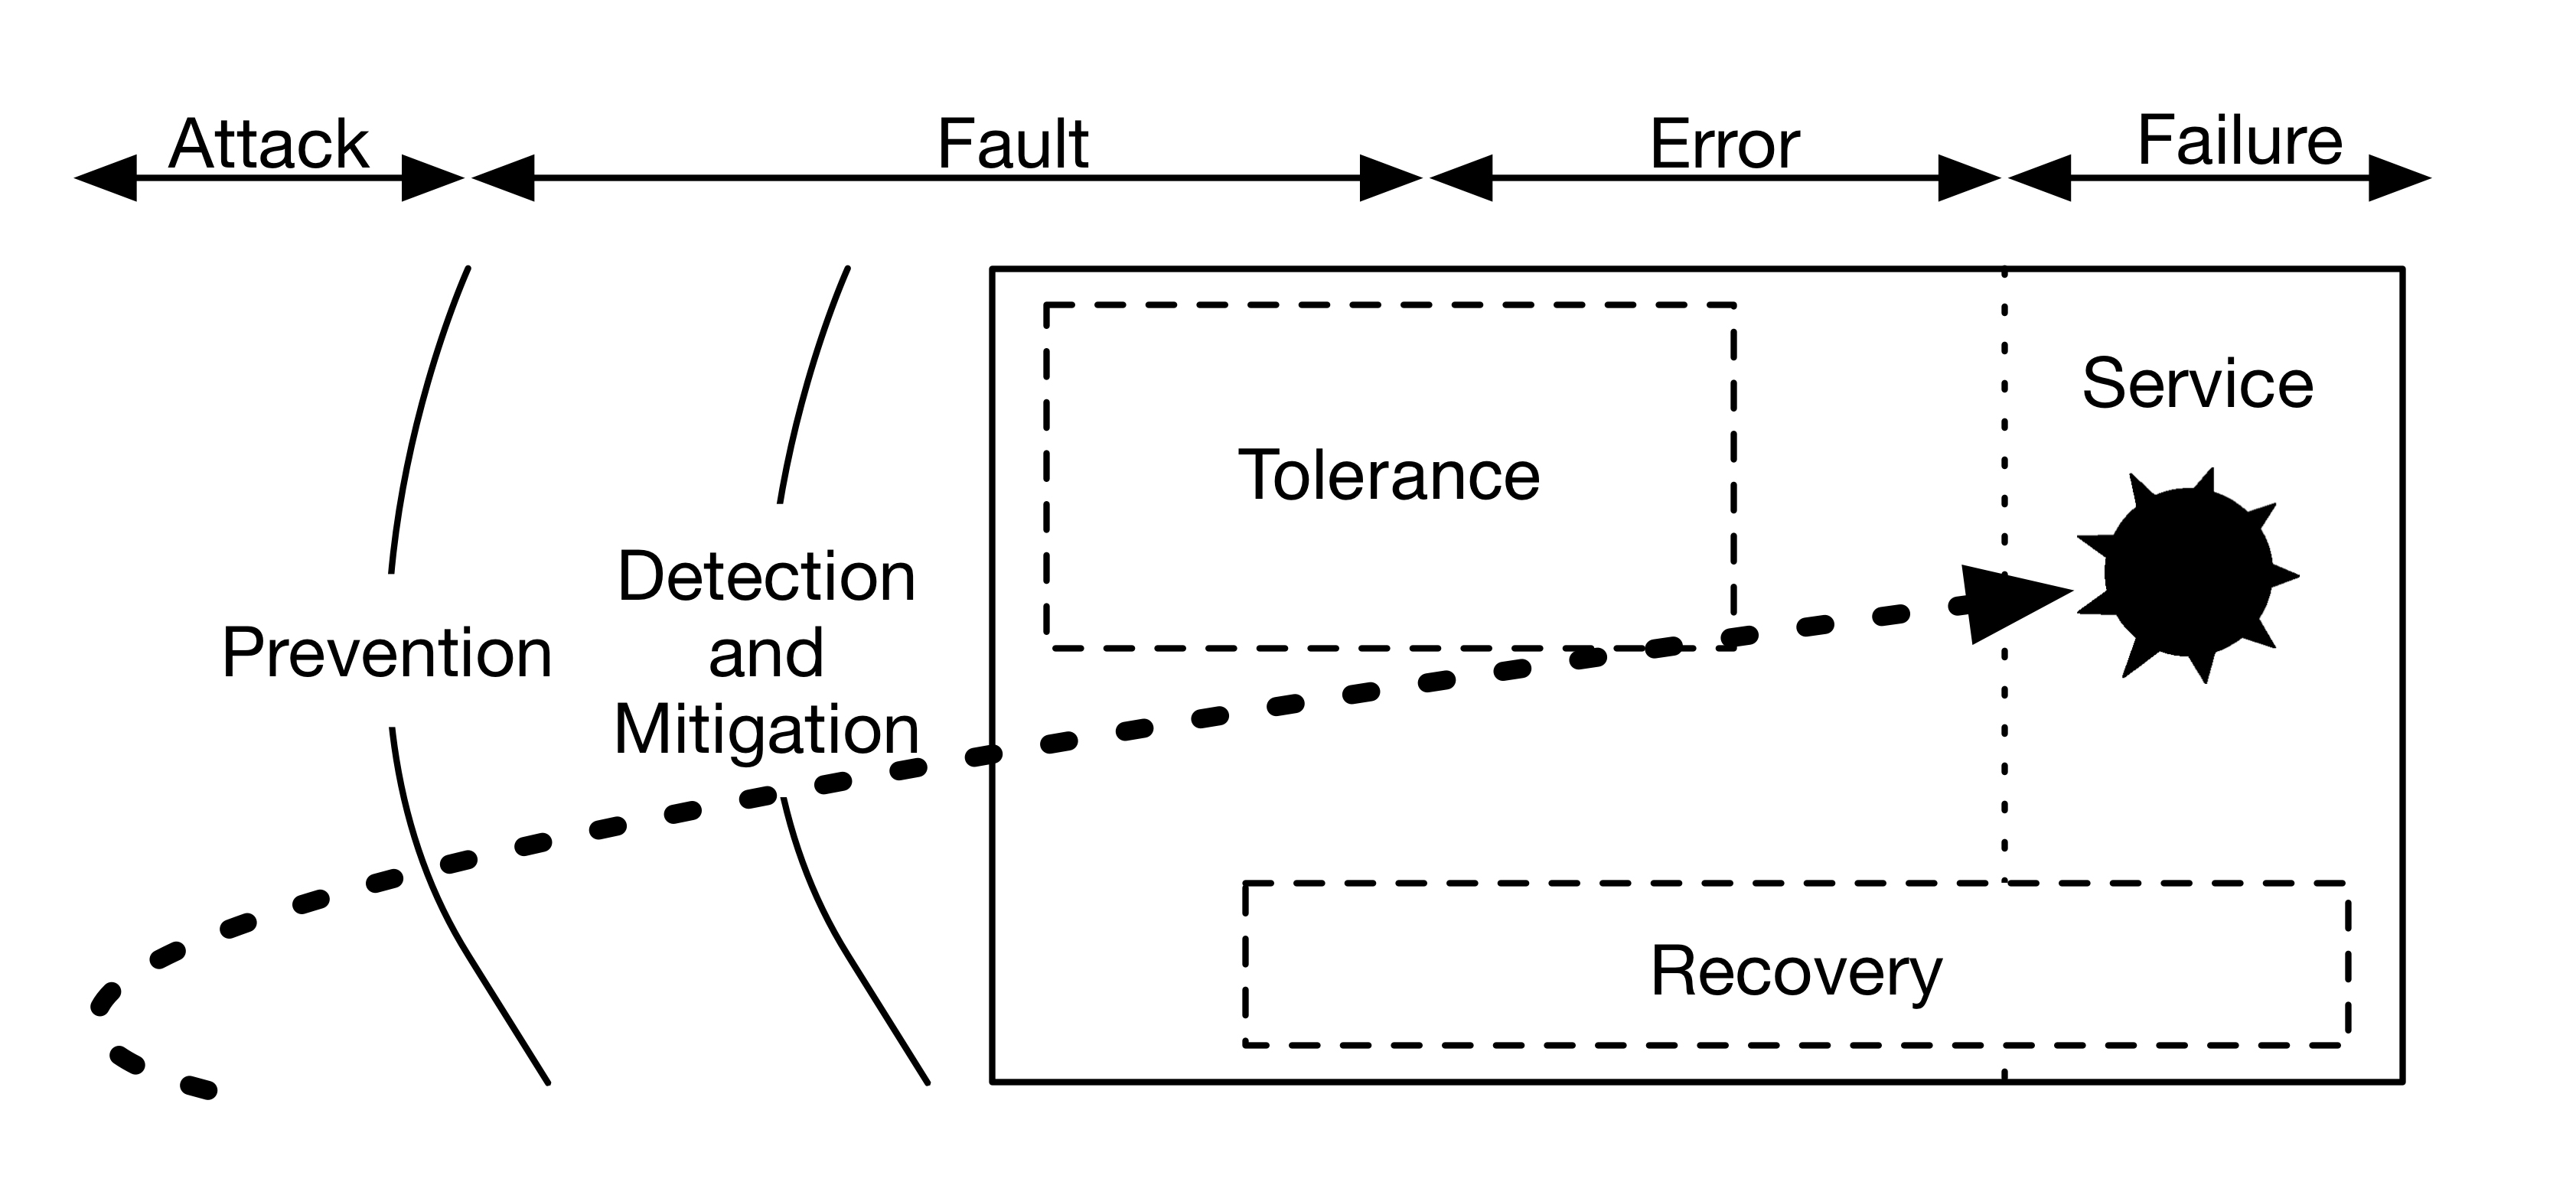 Attack
Fault
Error
Failure
Service
Tolerance
Detection
and
Mitigation
Prevention
Recovery